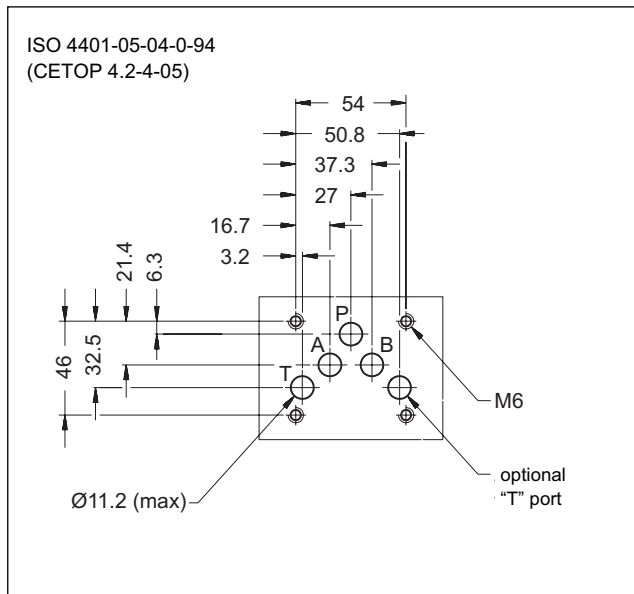 ISO 4401-05-04-0-94
(CETOP 4.2-4-05)
54
50.8
37.3
27
16.7
3.2
21.4
6.3
32.5
46
P
A
B
T
M6
Ø11.2 (max)
optional
“T” port